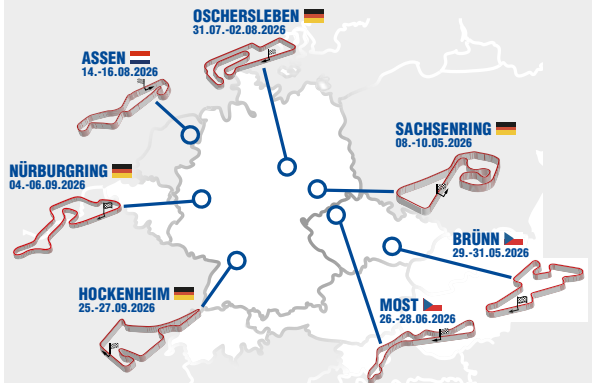 OSCHERSLEBEN
31.07.-02.08.2026
ASSEN
14.-16.08.2026
SACHSENRING
08.-10.05.2026
NÜRBURGRING
04.-06.09.2026
BRÜNN
29.-31.05.2026
HOCKENHEIM
25.-27.09.2026
MOST
26.-28.06.2026